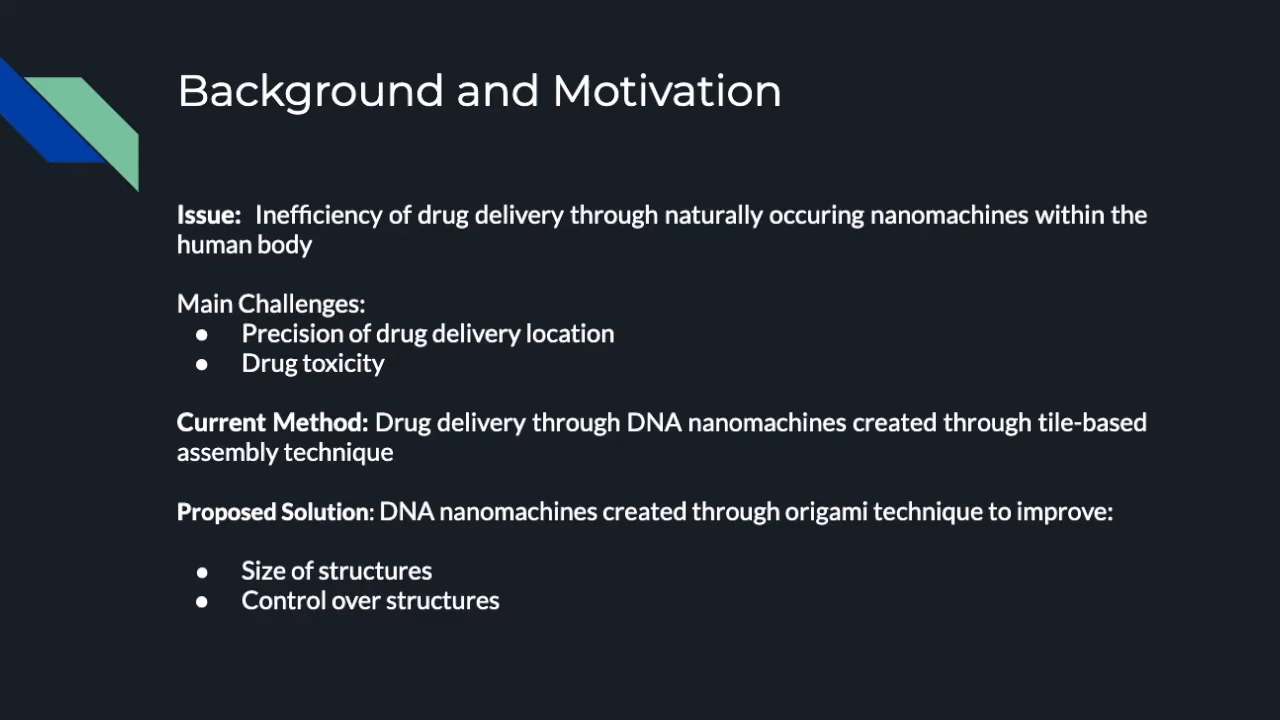 Background and Motivation
Issue: Inefficiency of drug delivery through naturally occuring nanomachines within the
human body
Main Challenges:
● Precision of drug delivery location
● Drug toxicity
Current Method: Drug delivery through DNA nanomachines created through tile-based
assembly technique
Proposed Solution: DNA nanomachines created through origami technique to improve:
● Size of structures
● Control over structures